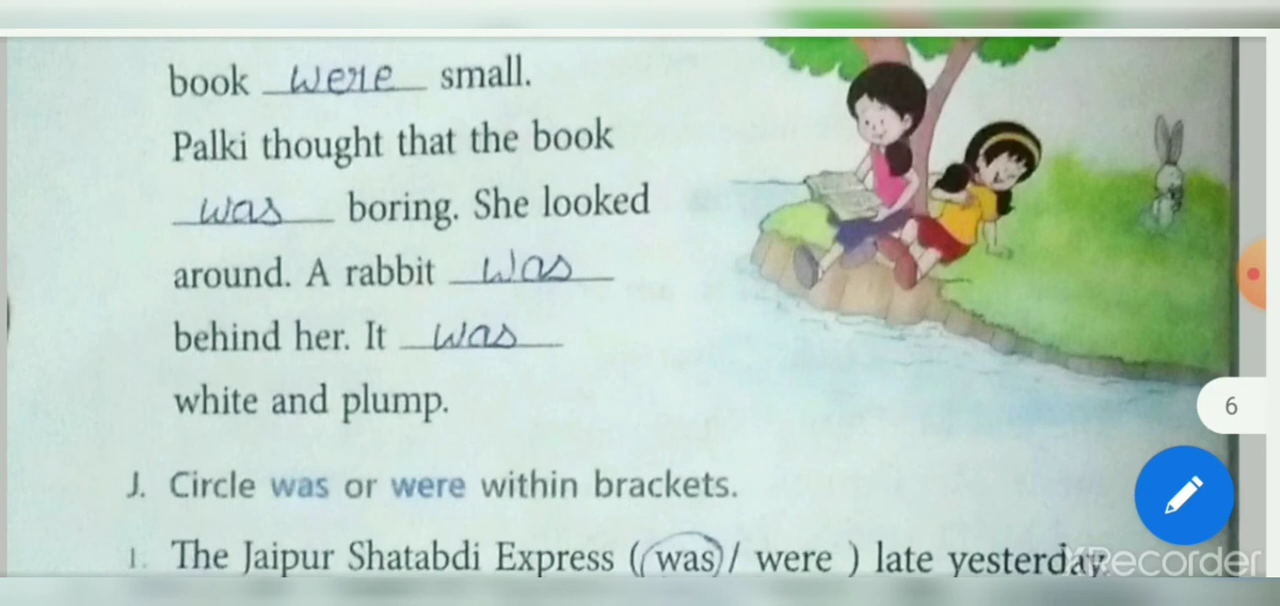 book were small.
Palki thought that the book
was boring. She looked
around. A rabbit was
behind her. It was
white and plump.
6
J. Circle was or were within brackets.
1. The Jaipur Shatabdi Express ( was / were ) late yesterday.
XRecorder